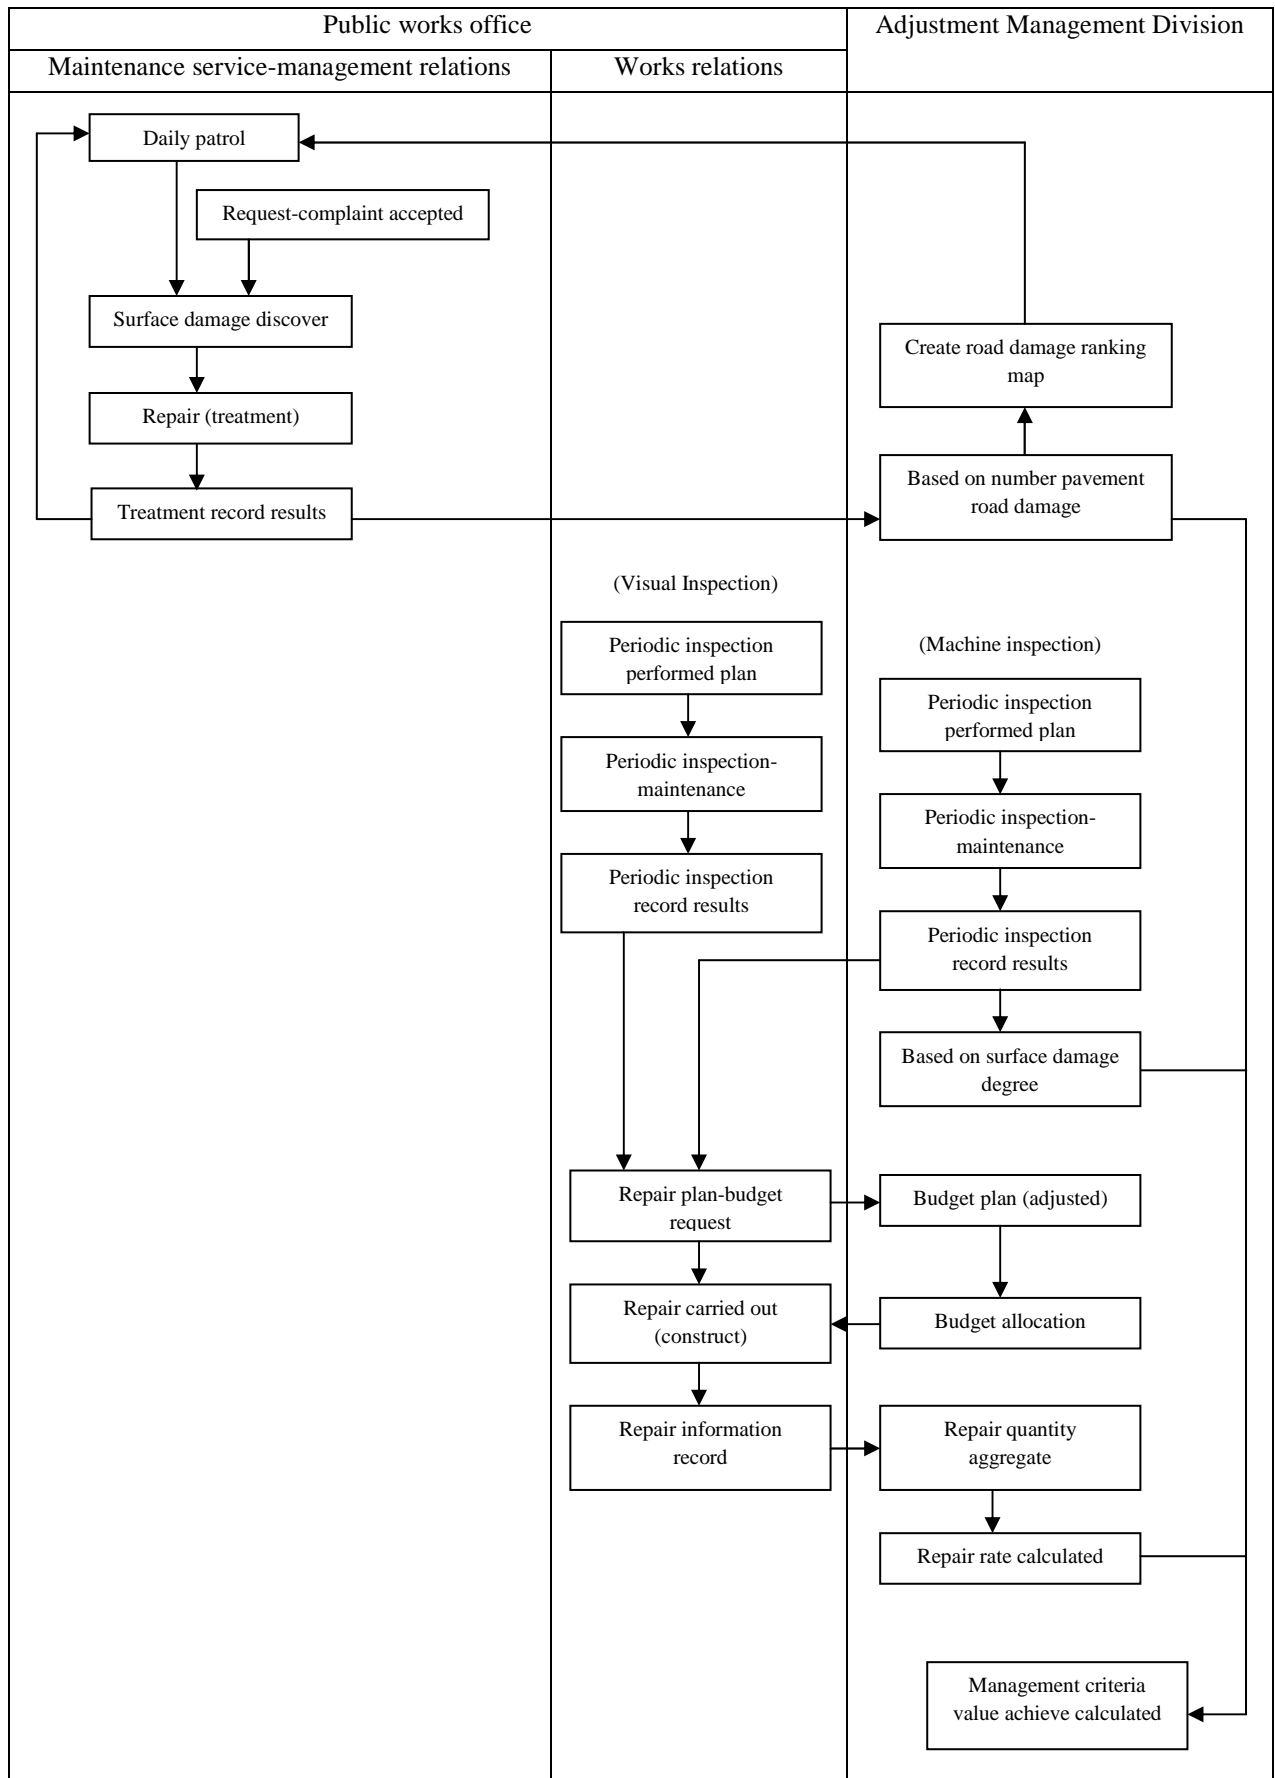 Public works office
Adjustment Management Division
Maintenance service-management relations
Works relations
Daily patrol
Request-complaint accepted
Surface damage discover
Repair (treatment)
Treatment record results
Create road damage ranking
map
Based on number pavement
road damage
(Visual Inspection)
Periodic inspection
performed plan
Periodic inspection-
maintenance
Periodic inspection
record results
(Machine inspection)
Periodic inspection
performed plan
Periodic inspection-
maintenance
Periodic inspection
record results
Based on surface damage
degree
Repair plan-budget
request
Budget plan (adjusted)
Repair carried out
(construct)
Budget allocation
Repair information
record
Repair quantity
aggregate
Repair rate calculated
Management criteria
value achieve calculated